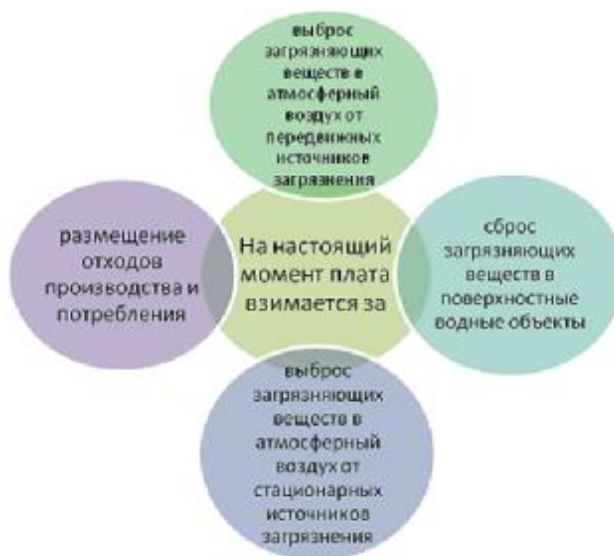 выброс
загрязняющих
веществ в
атмосферный
воздух от
передвижных
источников
загрязнения
размещение
отходов
производства и
потребления
На настоящий
момент плата
взимается за
сброс
загрязняющих
веществ в
поверхностные
водные объекты
выброс
загрязняющих
веществ в
атмосферный
воздух от
стационарных
источников
загрязнения